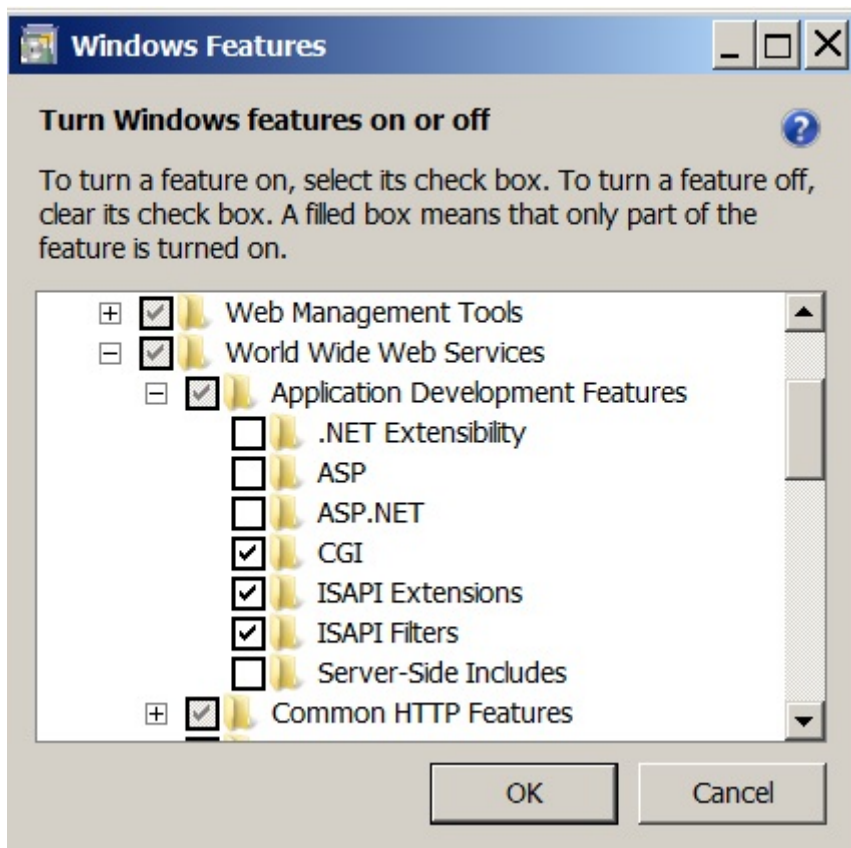 Windows Features
Turn Windows features on or off
To turn a feature on, select its check box. To turn a feature off,
clear its check box. A filled box means that only part of the
feature is turned on.
Web Management Tools
World Wide Web Services
Application Development Features
.NET Extensibility
ASP
ASP.NET
CGI
ISAPI Extensions
ISAPI Filters
Server-Side Includes
Common HTTP Features
OK Cancel